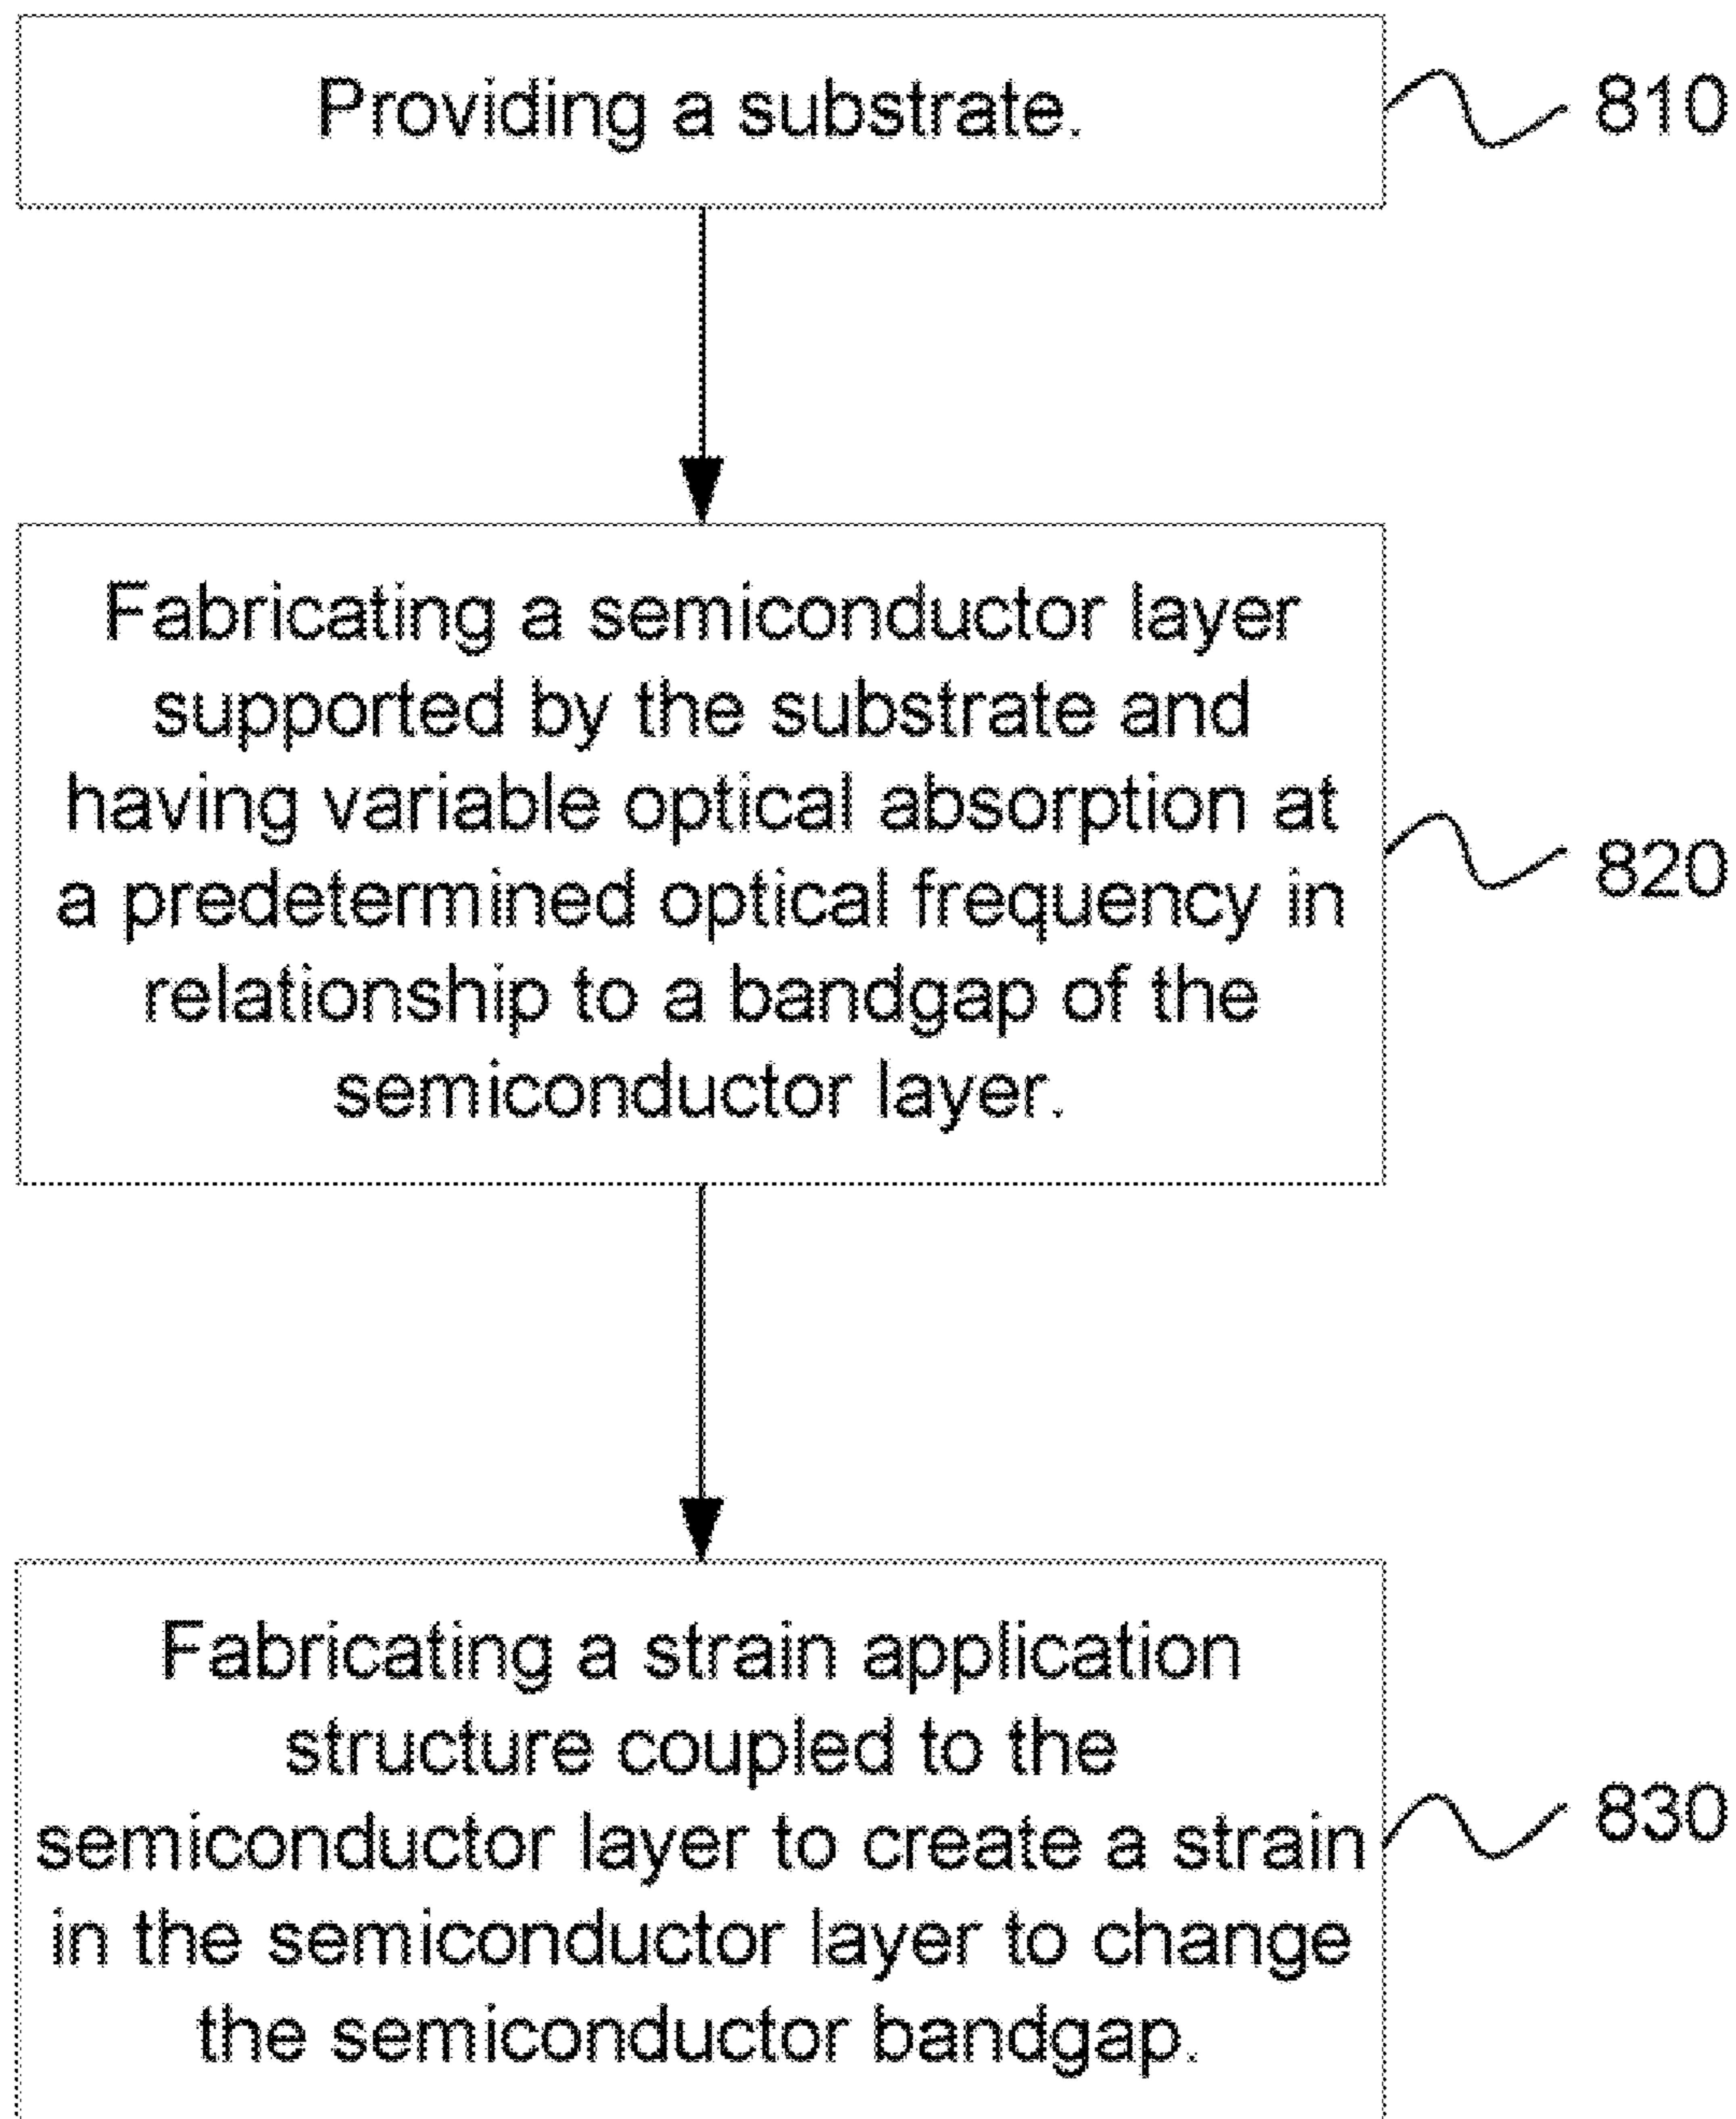 Providing a substrate.
810
Fabricating a semiconductor layer
supported by the substrate and
having variable optical absorption at
a predetermined optical frequency in
relationship to a bandgap of the
semiconductor layer.
820
Fabricating a strain application
structure coupled to the
semiconductor layer to create a strain
in the semiconductor layer to change
the semiconductor bandgap.
830